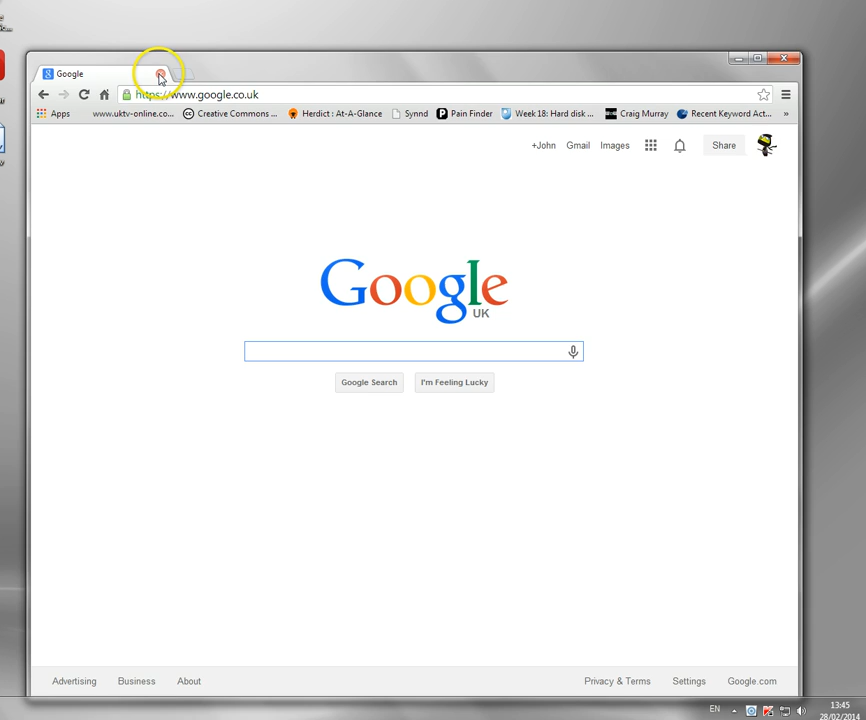 Google
https://www.google.co.uk
Apps www.uktv-online.co... Creative Commons ... Herdict : At-A-Glance Synnd Pain Finder Week 18: Hard disk ... Craig Murray Recent Keyword Act... »
+John Gmail Images Share
Google
UK
Google Search I'm Feeling Lucky
Advertising Business About Privacy & Terms Settings Google.com
EN 13:45
28/02/2014